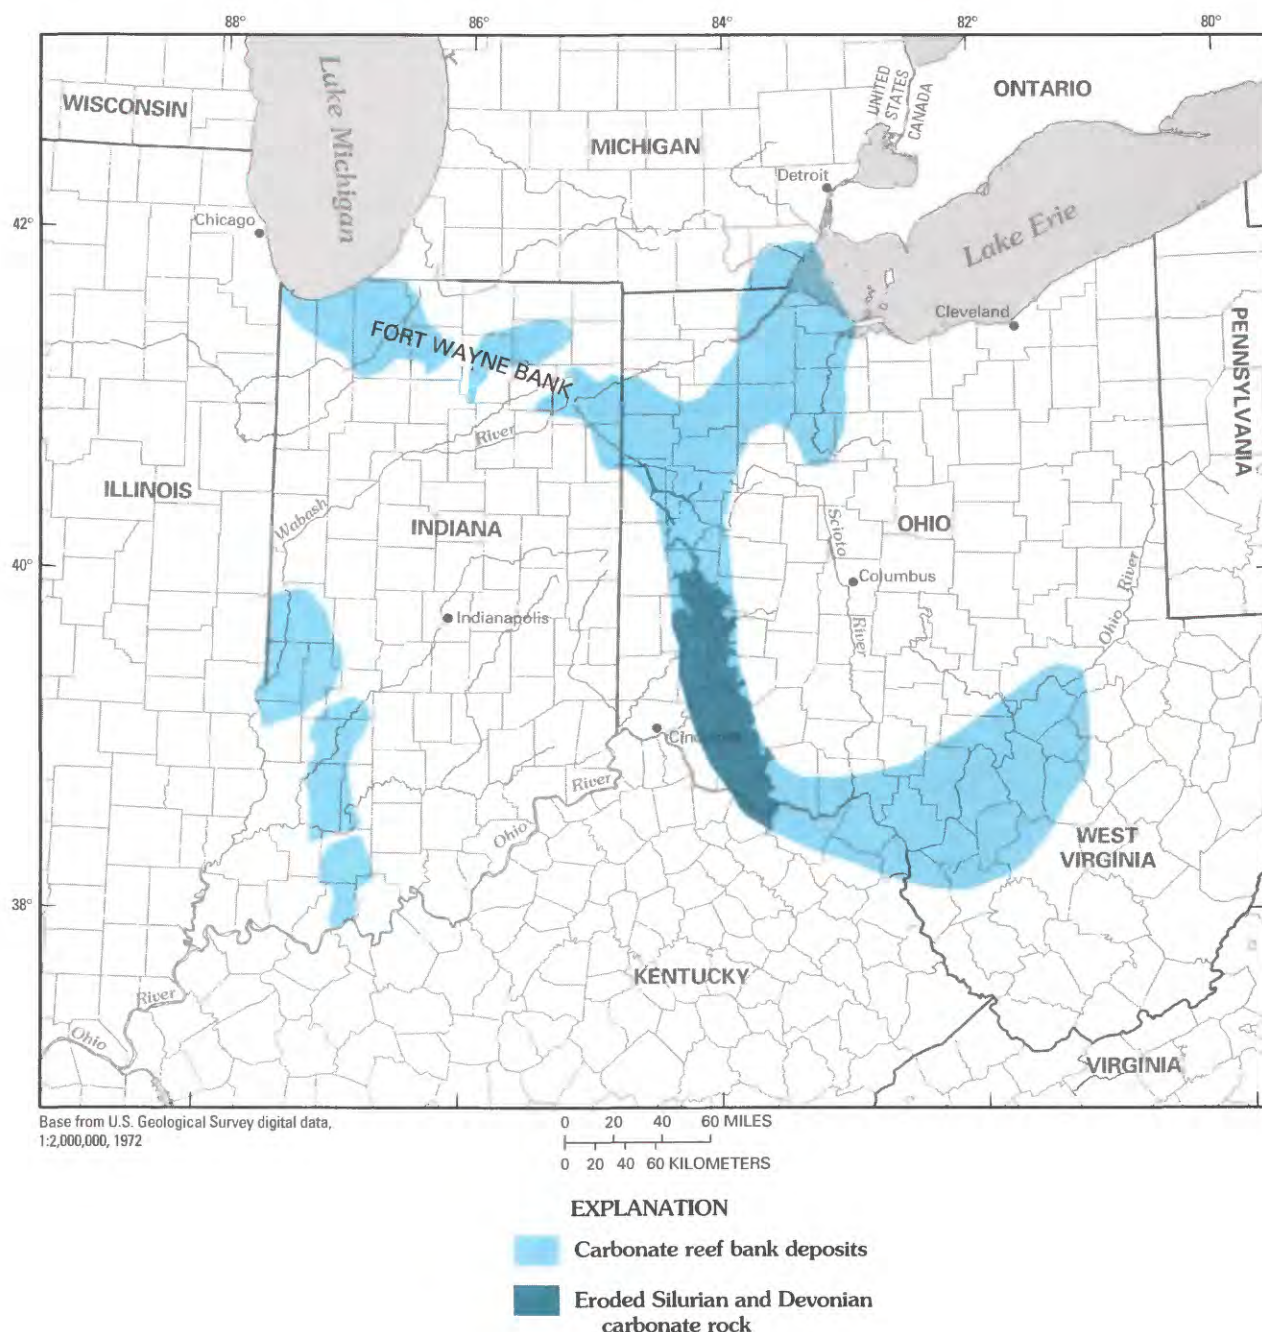 88°
86°
84°
82°
80°
WISCONSIN
Lake Michigan
MICHIGAN
UNITED STATES
CANADA
ONTARIO
Detroit
42°
Chicago
Lake Erie
Cleveland
FORT WAYNE BANK
PENNSYLVANIA
River
ILLINOIS
Wabash
INDIANA
Scioto
OHIO
40°
Columbus
Indianapolis
River
Ohio River
River
Ohio
WEST
VIRGINIA
38°
KENTUCKY
River
Ohio
VIRGINIA
Base from U.S. Geological Survey digital data,
1:2,000,000, 1972
0 20 40 60 MILES
0 20 40 60 KILOMETERS
EXPLANATION
Carbonate reef bank deposits
Eroded Silurian and Devonian
carbonate rock